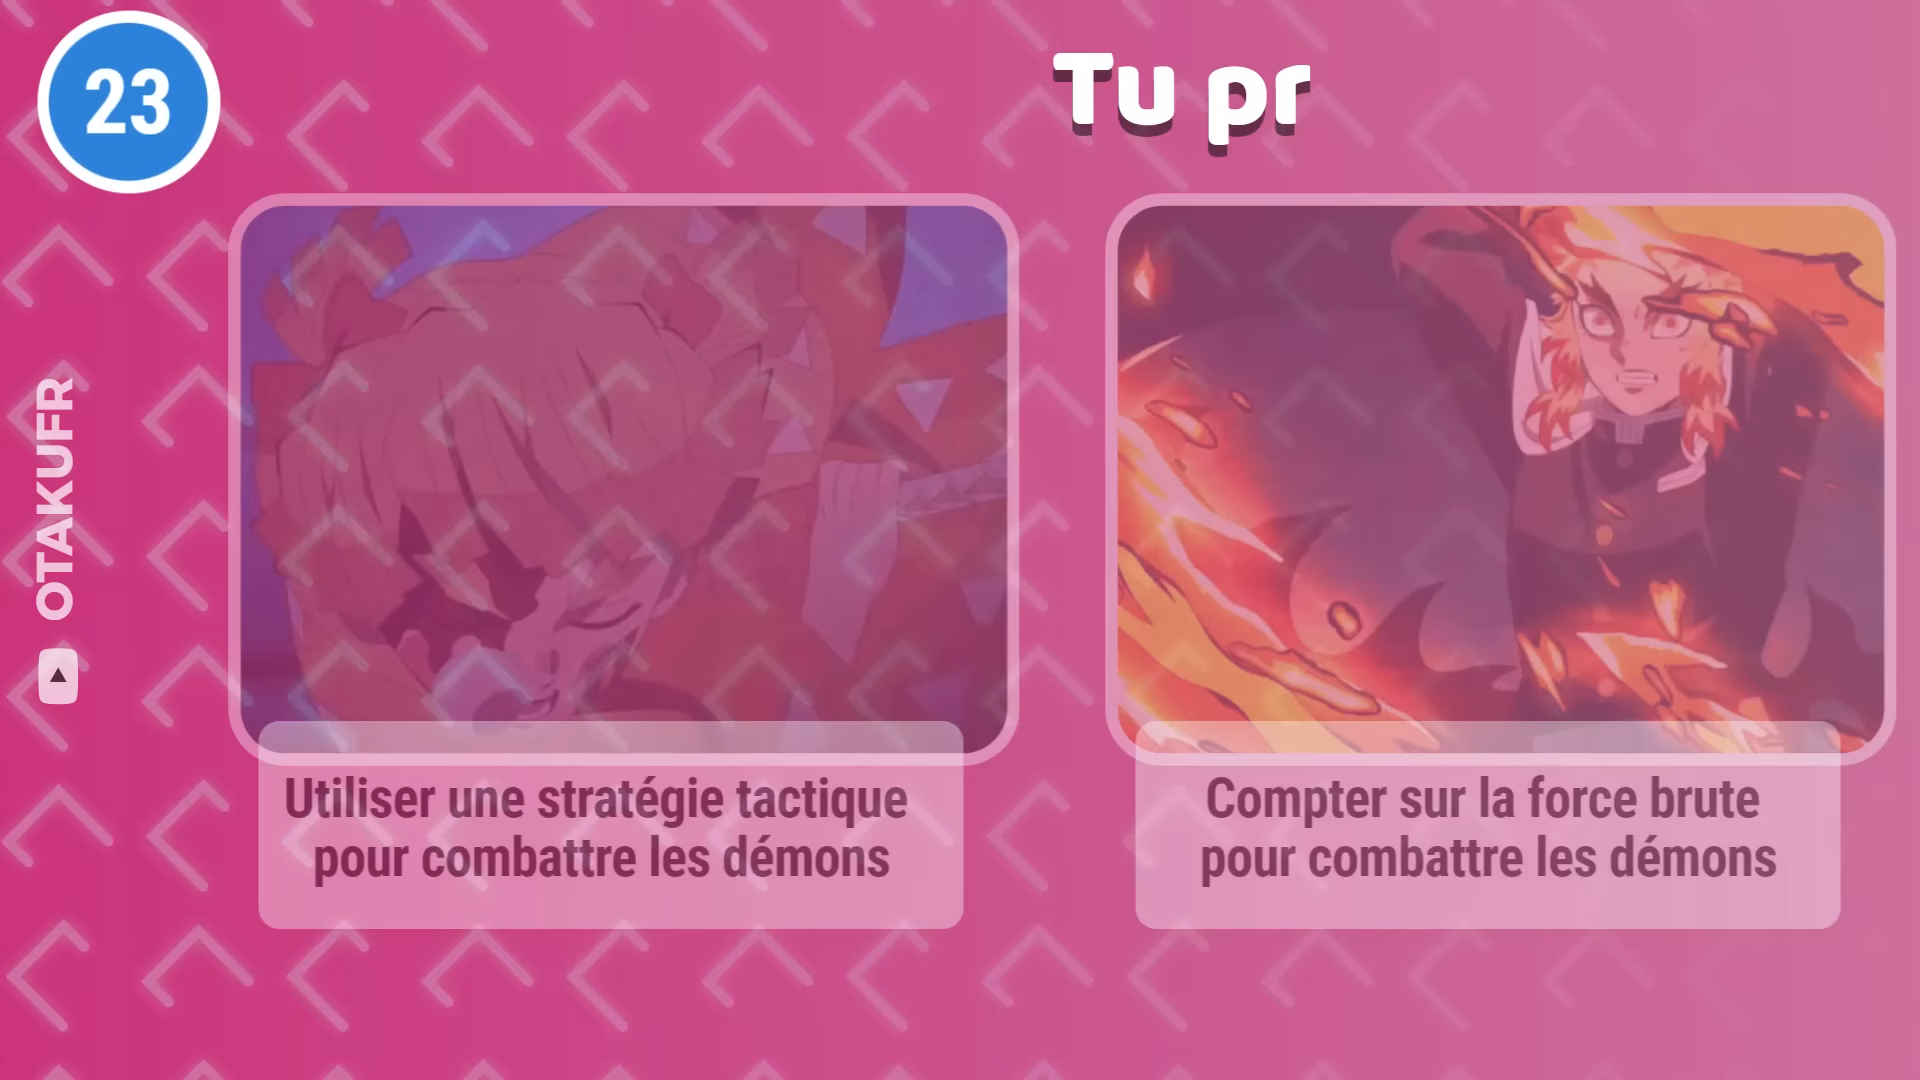 23
Tu pr
OTAKUFR
Utiliser une stratégie tactique
pour combattre les démons
Compter sur la force brute
pour combattre les démons